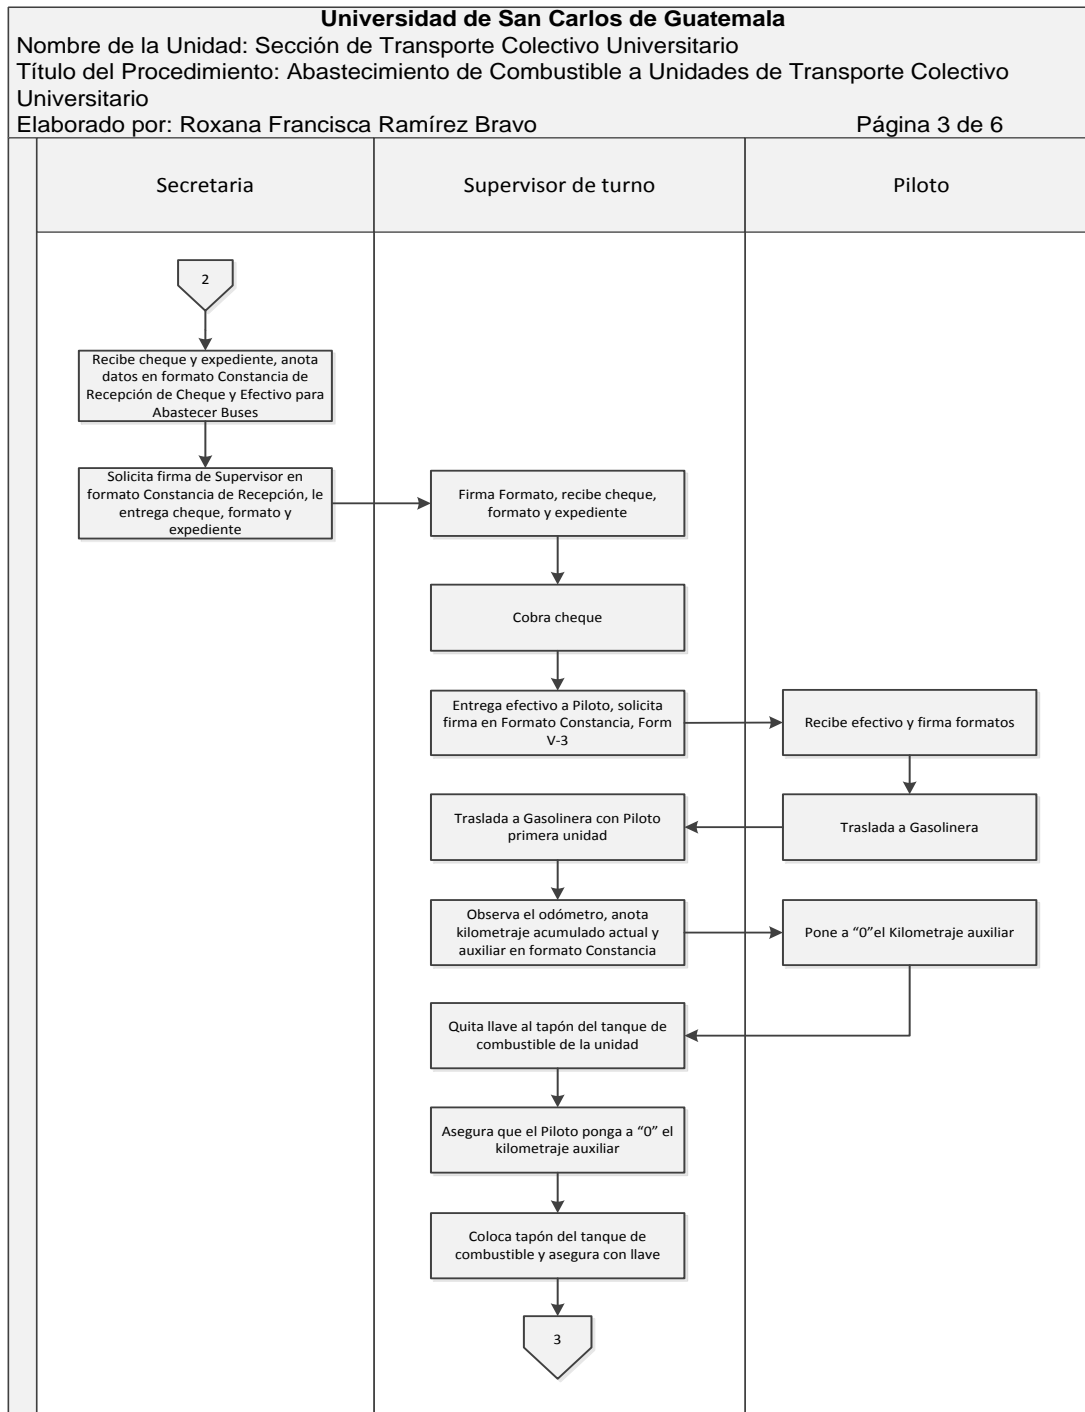 Universidad de San Carlos de Guatemala
Nombre de la Unidad: Sección de Transporte Colectivo Universitario
Título del Procedimiento: Abastecimiento de Combustible a Unidades de Transporte Colectivo
Universitario
Elaborado por: Roxana Francisca Ramírez Bravo Página 3 de 6
Secretaria
Supervisor de turno
Piloto
2
Recibe cheque y expediente, anota
datos en formato Constancia de
Recepción de Cheque y Efectivo para
Abastecer Buses
Solicita firma de Supervisor en
formato Constancia de Recepción, le
entrega cheque, formato y
expediente
Firma Formato, recibe cheque,
formato y expediente
Cobra cheque
Entrega efectivo a Piloto, solicita
firma en Formato Constancia, Form
V-3
Recibe efectivo y firma formatos
Traslada a Gasolinera
Traslada a Gasolinera con Piloto
primera unidad
Observa el odómetro, anota
kilometraje acumulado actual y
auxiliar en formato Constancia
Pone a “0”el Kilometraje auxiliar
Quita llave al tapón del tanque de
combustible de la unidad
Asegura que el Piloto ponga a “0” el
kilometraje auxiliar
Coloca tapón del tanque de
combustible y asegura con llave
3